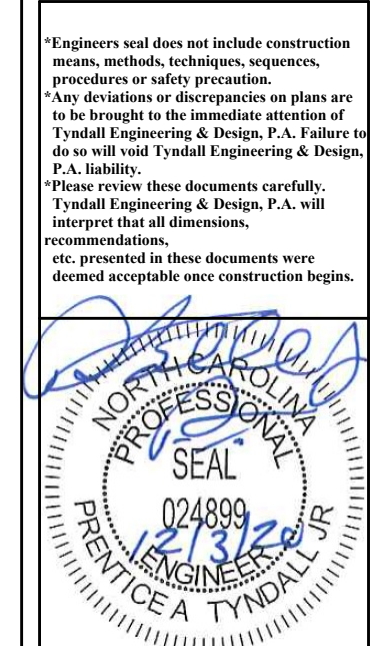 *Engineers seal does not include construction
means, methods, techniques, sequences,
procedures or safety precaution.
*Any deviations or discrepancies on plans are
to be brought to the immediate attention of
Tyndall Engineering & Design, P.A. Failure to
do so will void Tyndall Engineering & Design,
P.A. liability.
*Please review these documents carefully.
Tyndall Engineering & Design, P.A. will
interpret that all dimensions,
recommendations,
etc. presented in these documents were
deemed acceptable once construction begins.
NORTH CAROLINA
PROFESSIONAL
SEAL
024899
12/3/20
ENGINEER
PRENTICE A TYNDALL JR